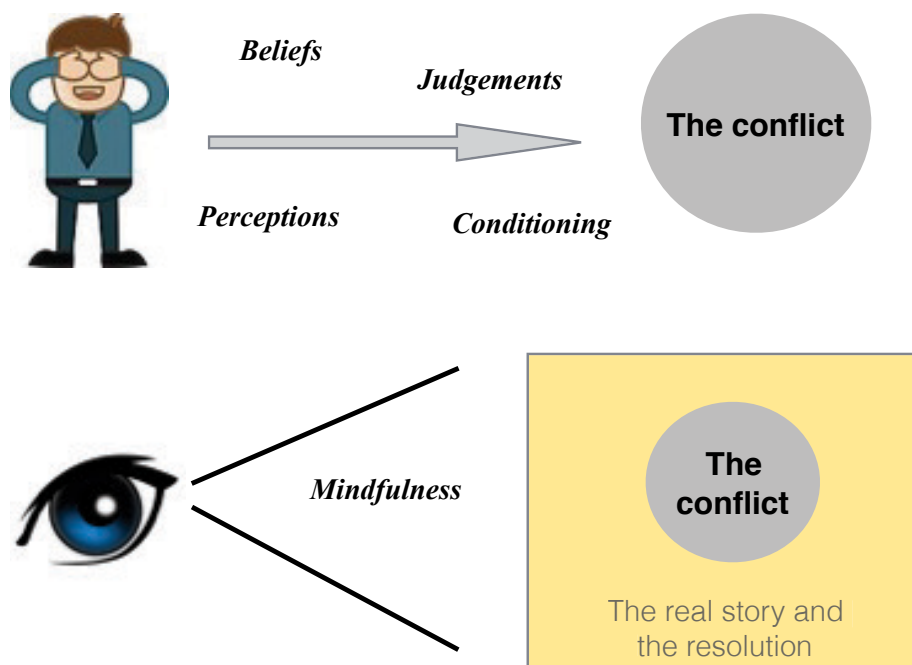 Beliefs
Judgements
The conflict
Perceptions
Conditioning
Mindfulness
The
conflict
The real story and
the resolution